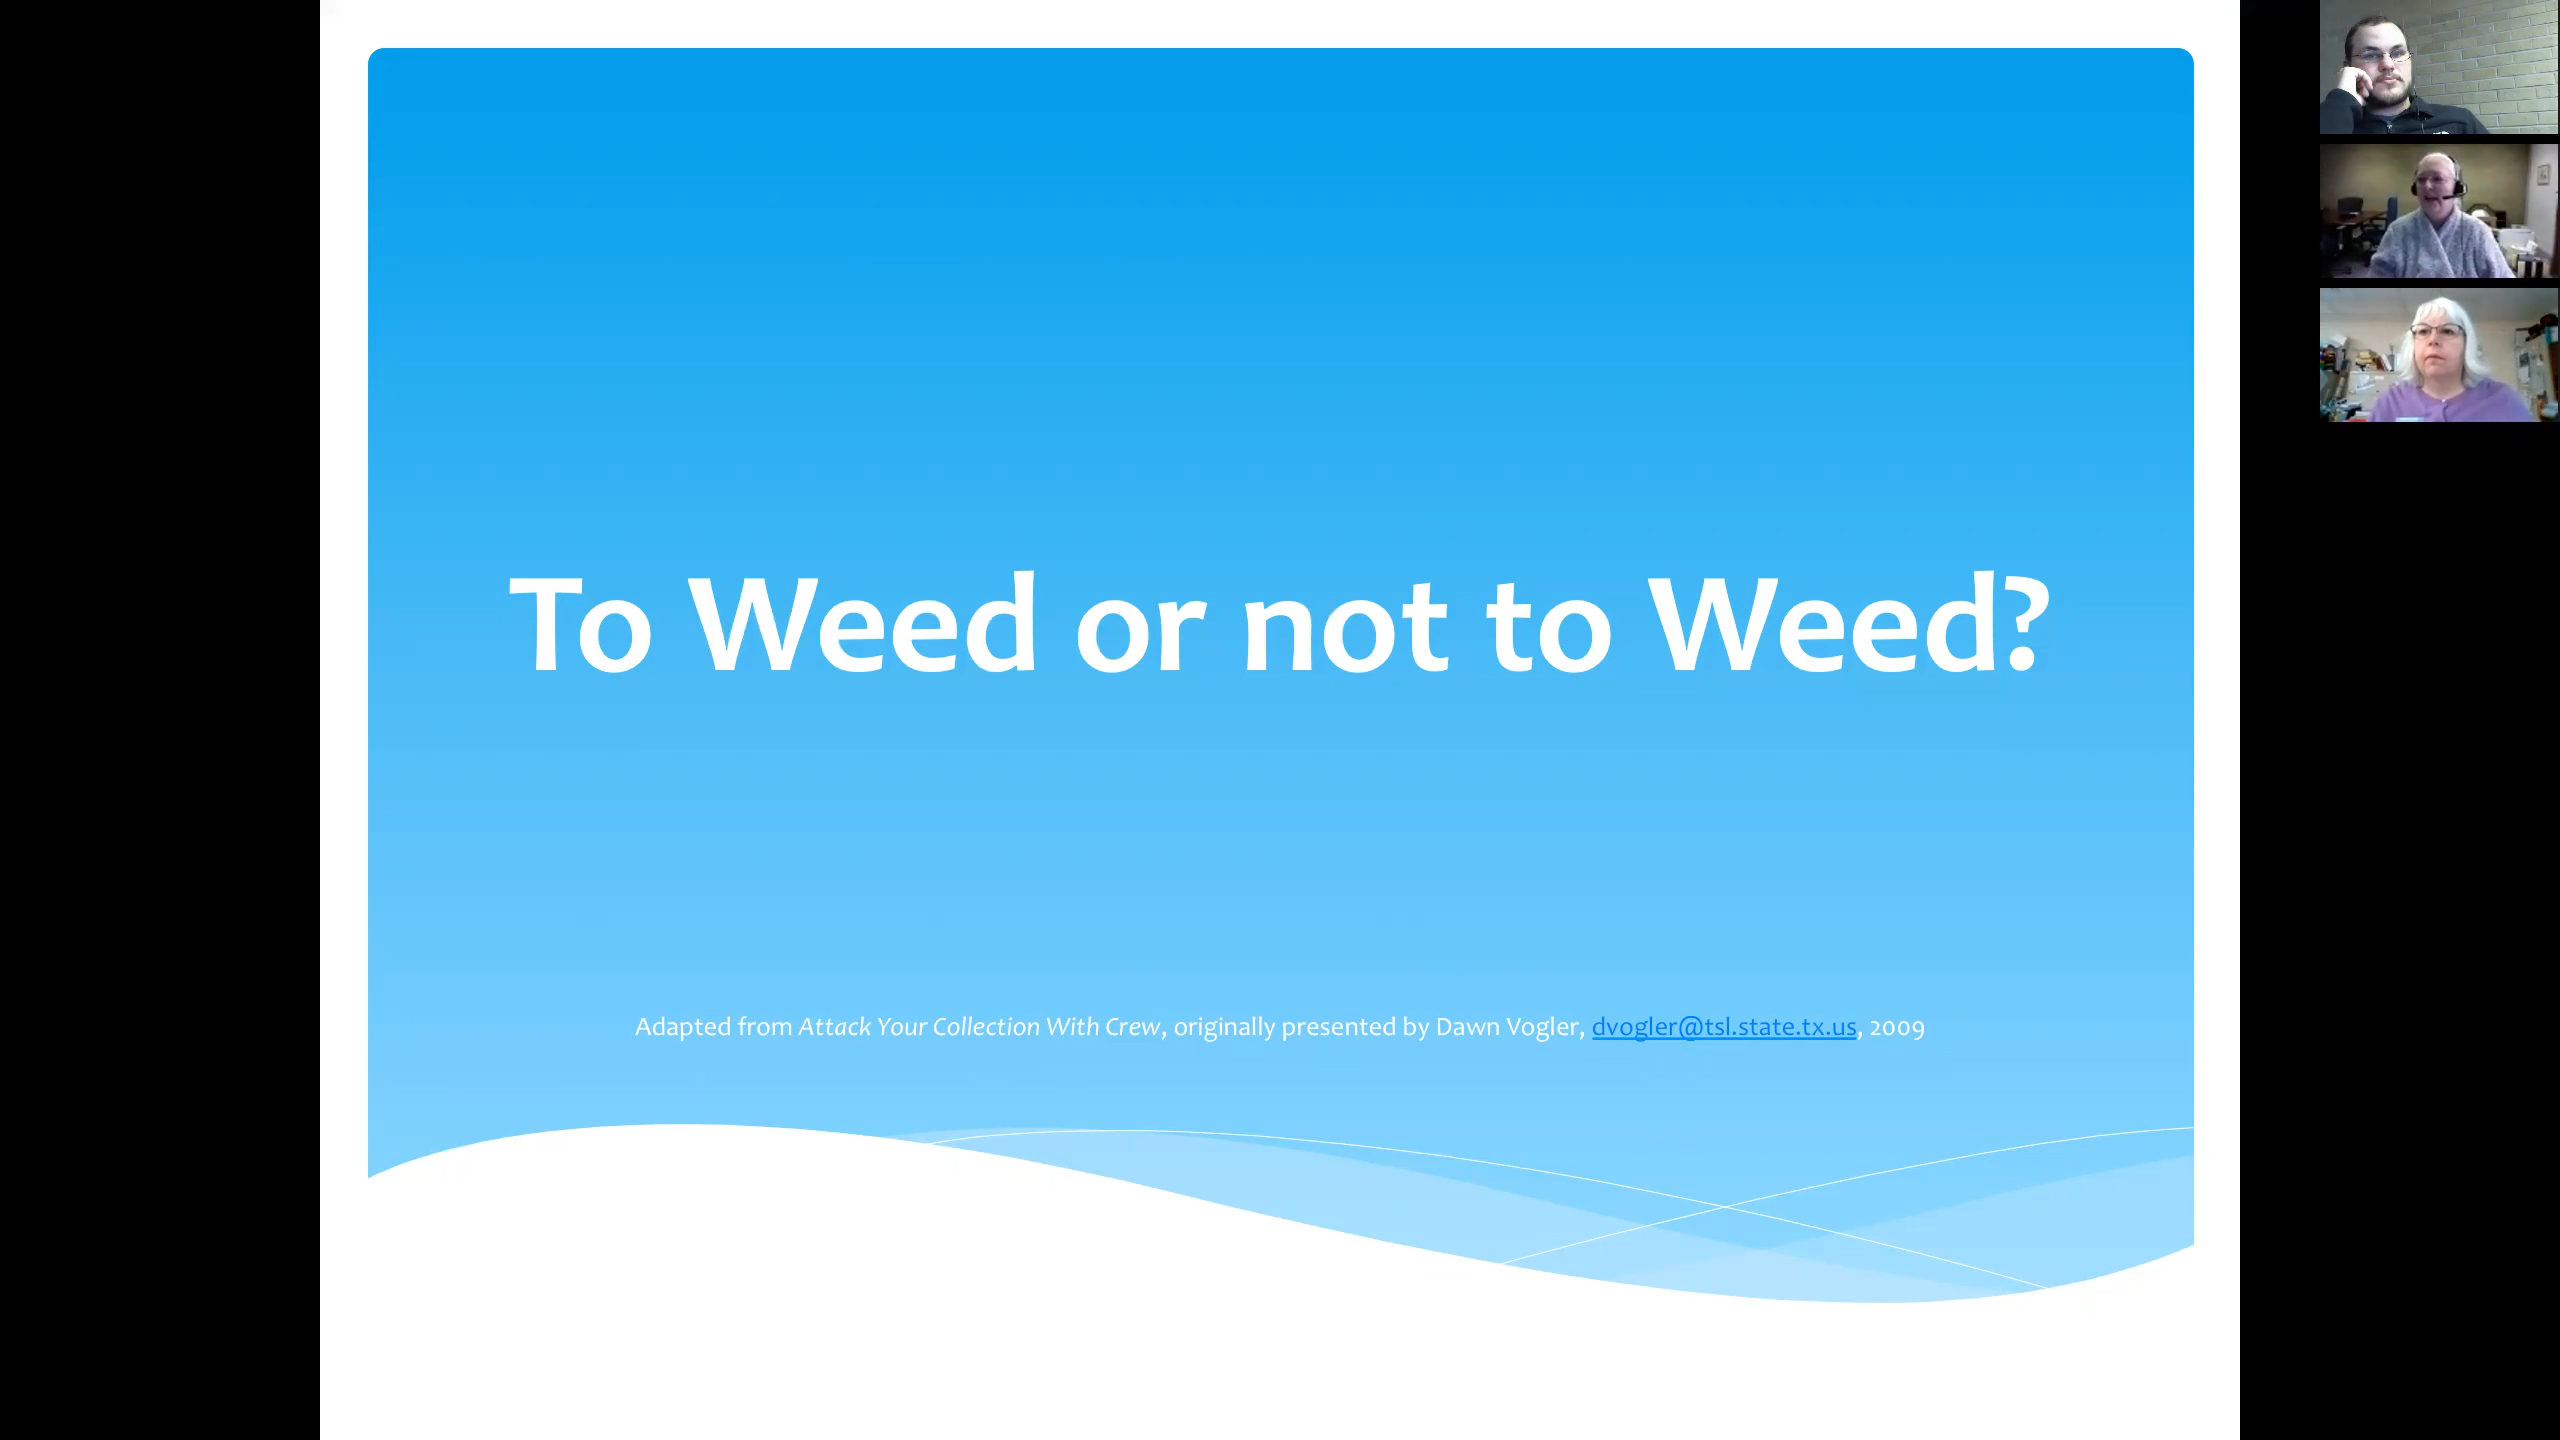 To Weed or not to Weed?
Adapted from Attack Your Collection With Crew, originally presented by Dawn Vogler, dvogler@tsl.state.tx.us, 2009